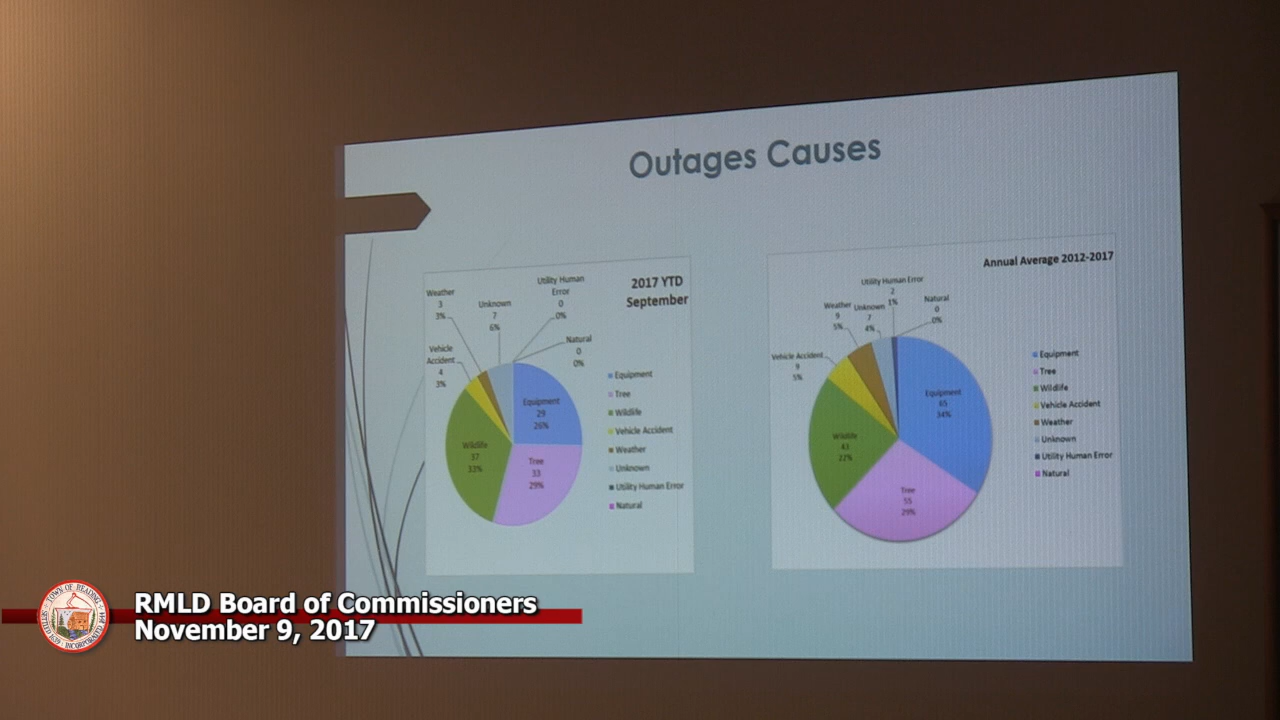 Outages Causes
2017 YTD
September
Weather
3
3%
Unknown
7
6%
Utility Human
Error
0
0%
Natural
0
0%
Vehicle
Accident
4
3%
Equipment
29
26%
Wildlife
37
33%
Tree
33
29%
Equipment
Tree
Wildlife
Vehicle Accident
Weather
Unknown
Utility Human Error
Natural
Annual Average 2012-2017
Utility Human Error
2
1%
Natural
0
0%
Weather
9
5%
Unknown
7
4%
Vehicle Accident
9
5%
Equipment
65
34%
Wildlife
43
22%
Tree
55
29%
Equipment
Tree
Wildlife
Vehicle Accident
Weather
Unknown
Utility Human Error
Natural
TOWN OF READING
INCORPORATED
RMLD Board of Commissioners
November 9, 2017